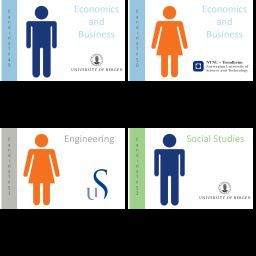 Economics
and
Business
UNIVERSITY OF BERGEN
Economics
and
Business
NTNU – Trondheim
Norwegian University of
Science and Technology
Engineering
Social Studies
UNIVERSITY OF BERGEN